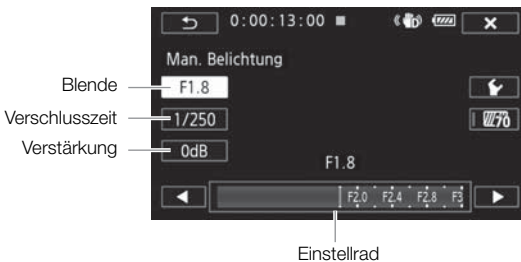 0:00:13:00
Man. Belichtung
Blende
F1.8
Verschlusszeit
1/250
70
Verstärkung
0dB
F1.8
F2.0 F2.4 F2.8 F3
Einstellrad